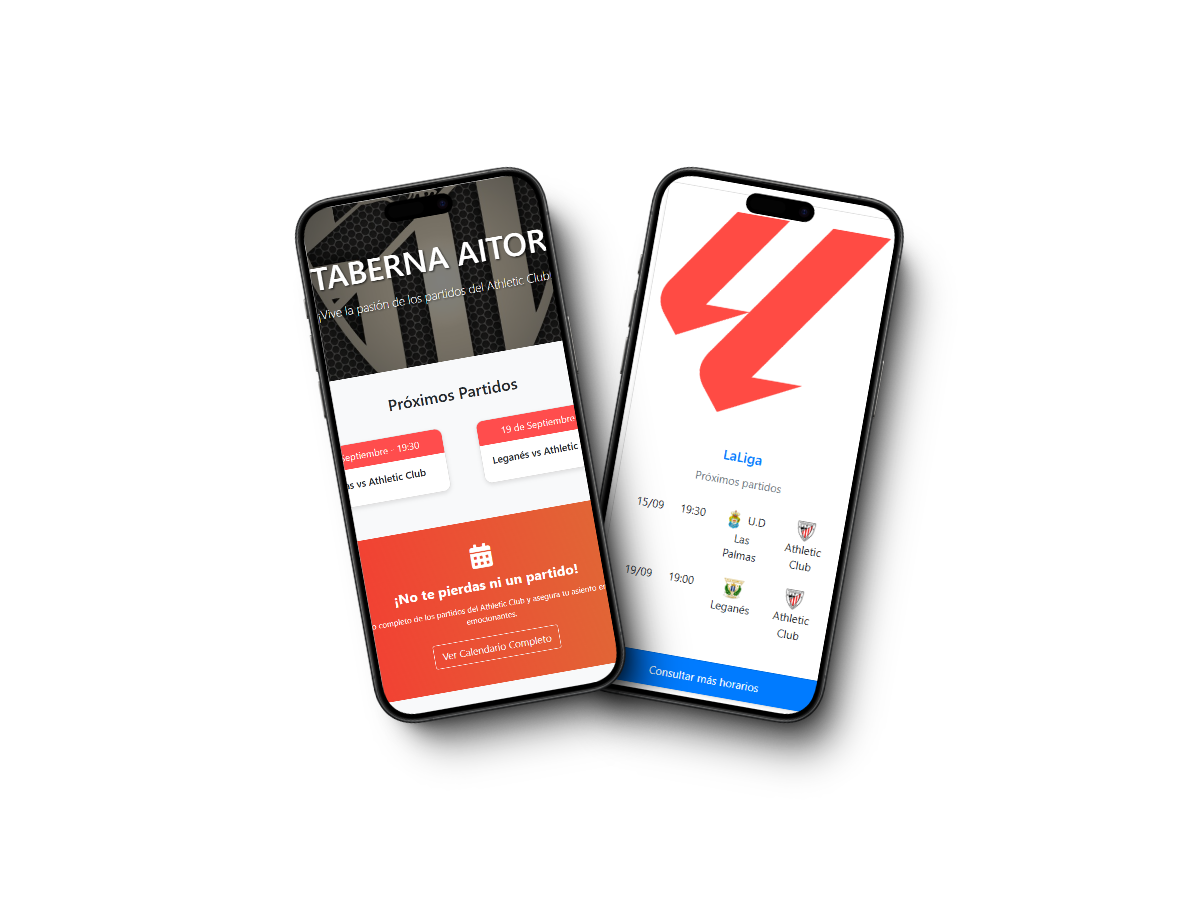 TABERNA AITOR
¡Vive la pasión de los partidos del Athletic Club
Próximos Partidos
Septiembre - 19:30
vs Athletic Club
19 de Septiembre
Leganés vs Athletic
¡No te pierdas ni un partido!
completo de los partidos del Athletic Club y asegura tu asiento
emocionantes.
Ver Calendario Completo
LaLiga
Próximos partidos
15/09 19:30 U.D
Las
Palmas
Athletic
Club
19/09 19:00
Leganés
Athletic
Club
Consultar más horarios